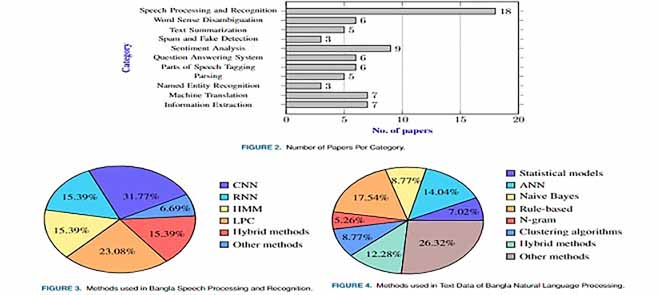 Speech Processing and Recognition 18
Word Sense Disambiguation 6
Text Summarization 5
Spam and Fake Detection 3
Sentiment Analysis 9
Question Answering System 6
Parts of Speech Tagging 6
Parsing 5
Named Entity Recognition 3
Machine Translation 7
Information Extraction 7
Category
0 5 10 15 20
No. of papers
FIGURE 2. Number of Papers Per Category.
31.77%
6.69%
15.39%
23.08%
15.39%
15.39%
CNN
RNN
HMM
LPC
Hybrid methods
Other methods
FIGURE 3. Methods used in Bangla Speech Processing and Recognition.
8.77%
14.04%
7.02%
26.32%
12.28%
8.77%
5.26%
17.54%
Statistical models
ANN
Naive Bayes
Rule-based
N-gram
Clustering algorithms
Hybrid methods
Other methods
FIGURE 4. Methods used in Text Data of Bangla Natural Language Processing.